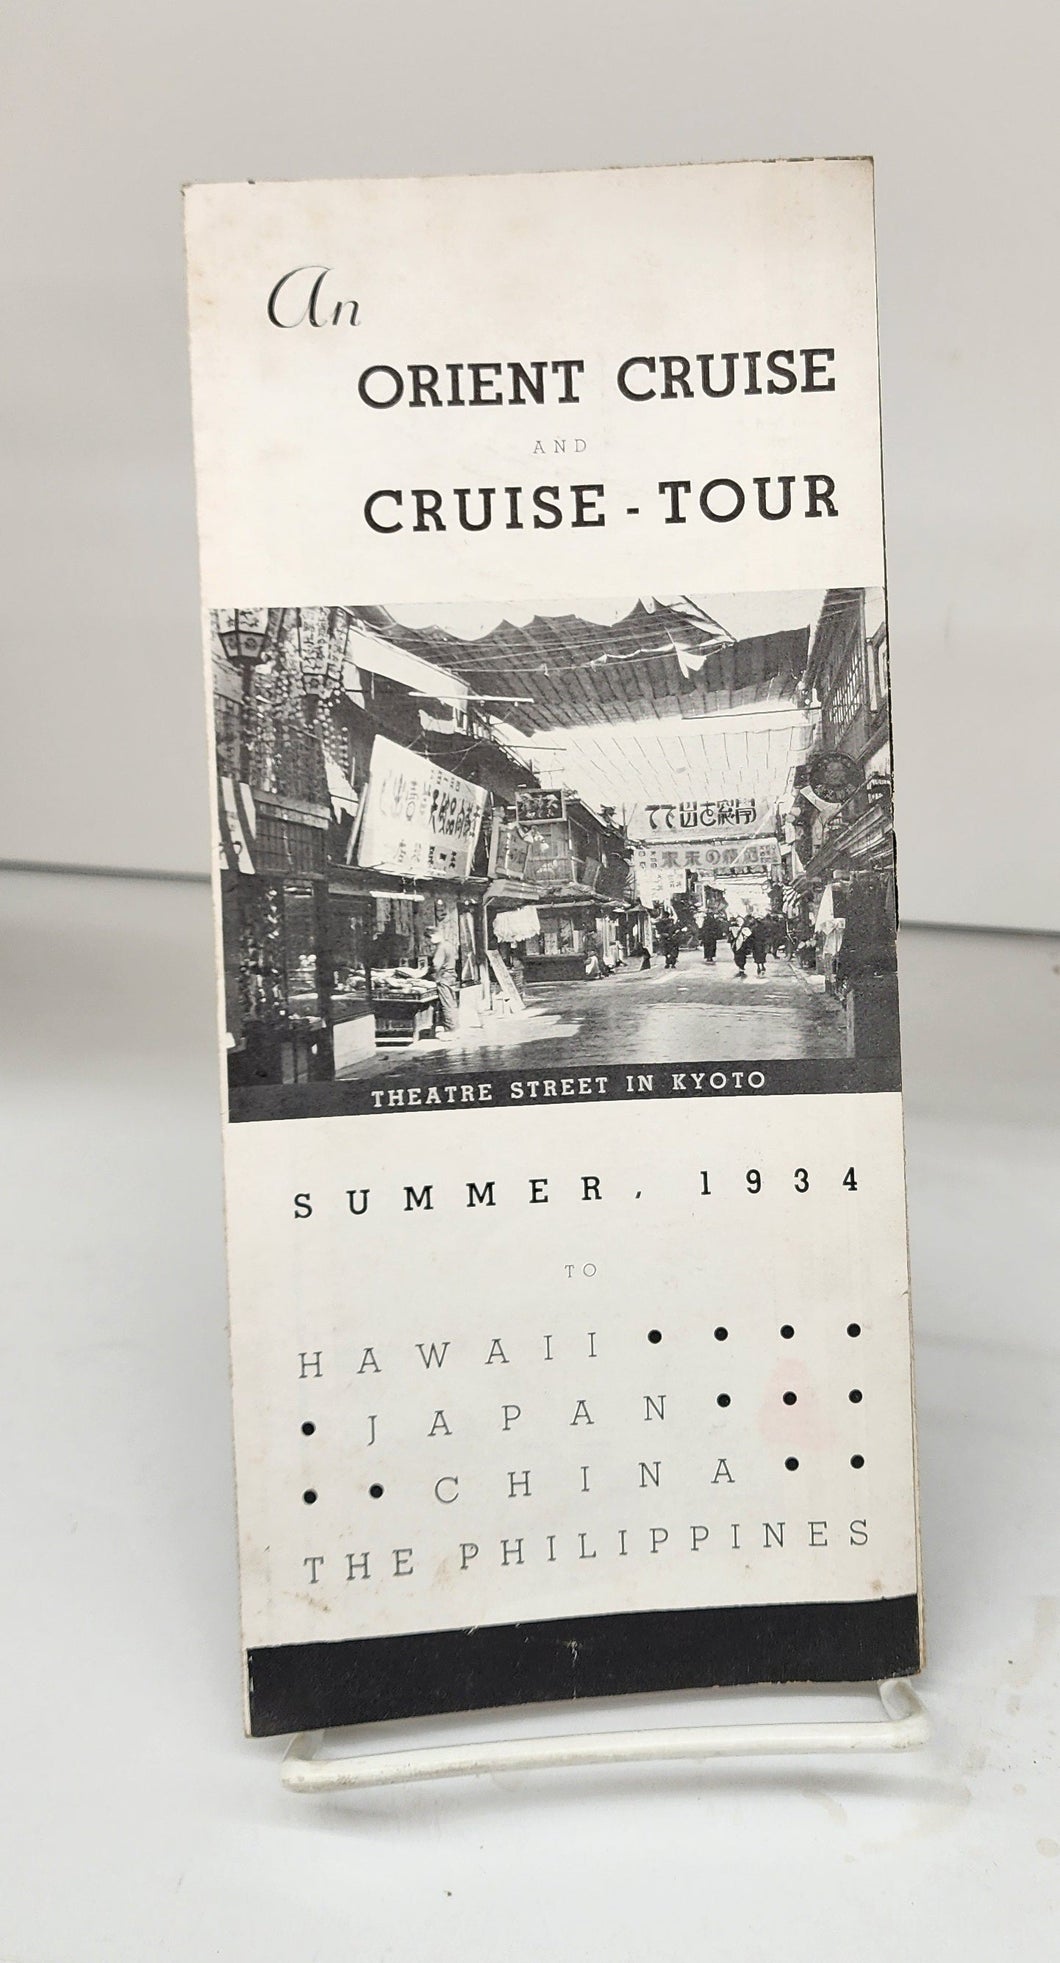 An
ORIENT CRUISE
AND
CRUISE - TOUR
THEATRE STREET IN KYOTO
SUMMER, 1934
TO
HAWAII • • • •
• JAPAN • • •
• • CHINA • •
THE PHILIPPINES